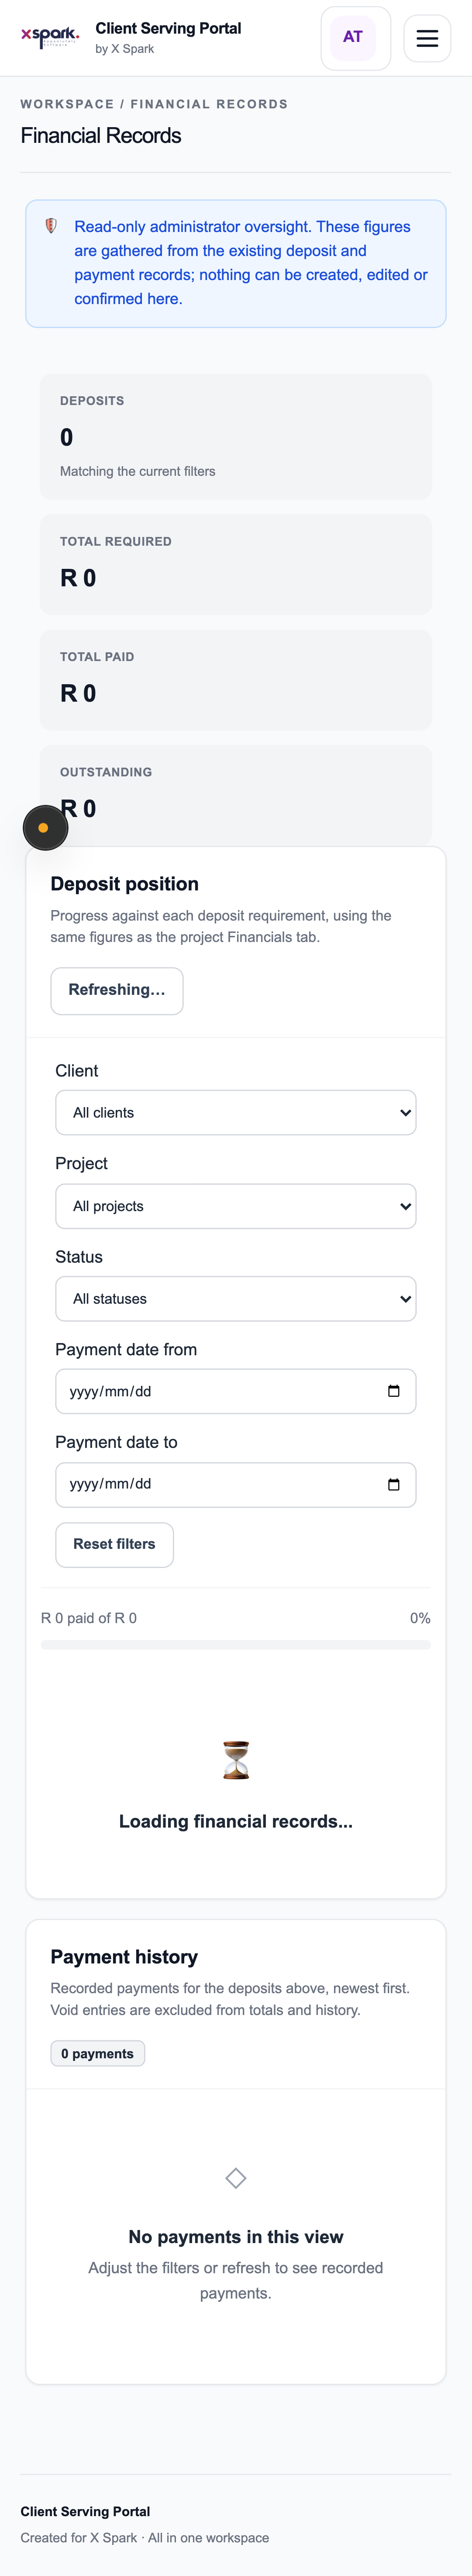 xspark.
Client Serving Portal
by X Spark
AT
WORKSPACE / FINANCIAL RECORDS
Financial Records
Read-only administrator oversight. These figures
are gathered from the existing deposit and
payment records; nothing can be created, edited or
confirmed here.
DEPOSITS
0
Matching the current filters
TOTAL REQUIRED
R 0
TOTAL PAID
R 0
OUTSTANDING
R 0
Deposit position
Progress against each deposit requirement, using the
same figures as the project Financials tab.
Refreshing...
Client
All clients
Project
All projects
Status
All statuses
Payment date from
yyyy/mm/dd
Payment date to
yyyy/mm/dd
Reset filters
R 0 paid of R 0
0%
Loading financial records...
Payment history
Recorded payments for the deposits above, newest first.
Void entries are excluded from totals and history.
0 payments
No payments in this view
Adjust the filters or refresh to see recorded
payments.
Client Serving Portal
Created for X Spark · All in one workspace